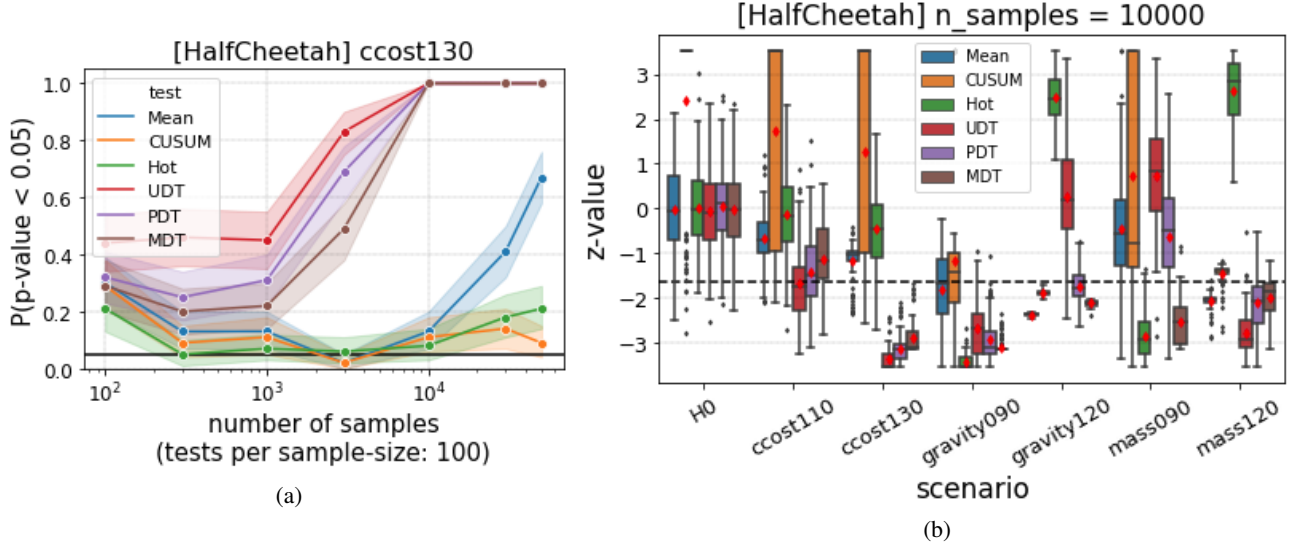 [HalfCheetah] ccost130
P(p-value < 0.05)
1.0
0.8
0.6
0.4
0.2
0.0
test
Mean
CUSUM
Hot
UDT
PDT
MDT
10²
10³
10⁴
number of samples
(tests per sample-size: 100)
(a)
[HalfCheetah] n_samples = 10000
z-value
3
2
1
0
−1
−2
−3
Mean
CUSUM
Hot
UDT
PDT
MDT
H0
ccost110
ccost130
gravity090
gravity120
mass090
mass120
scenario
(b)